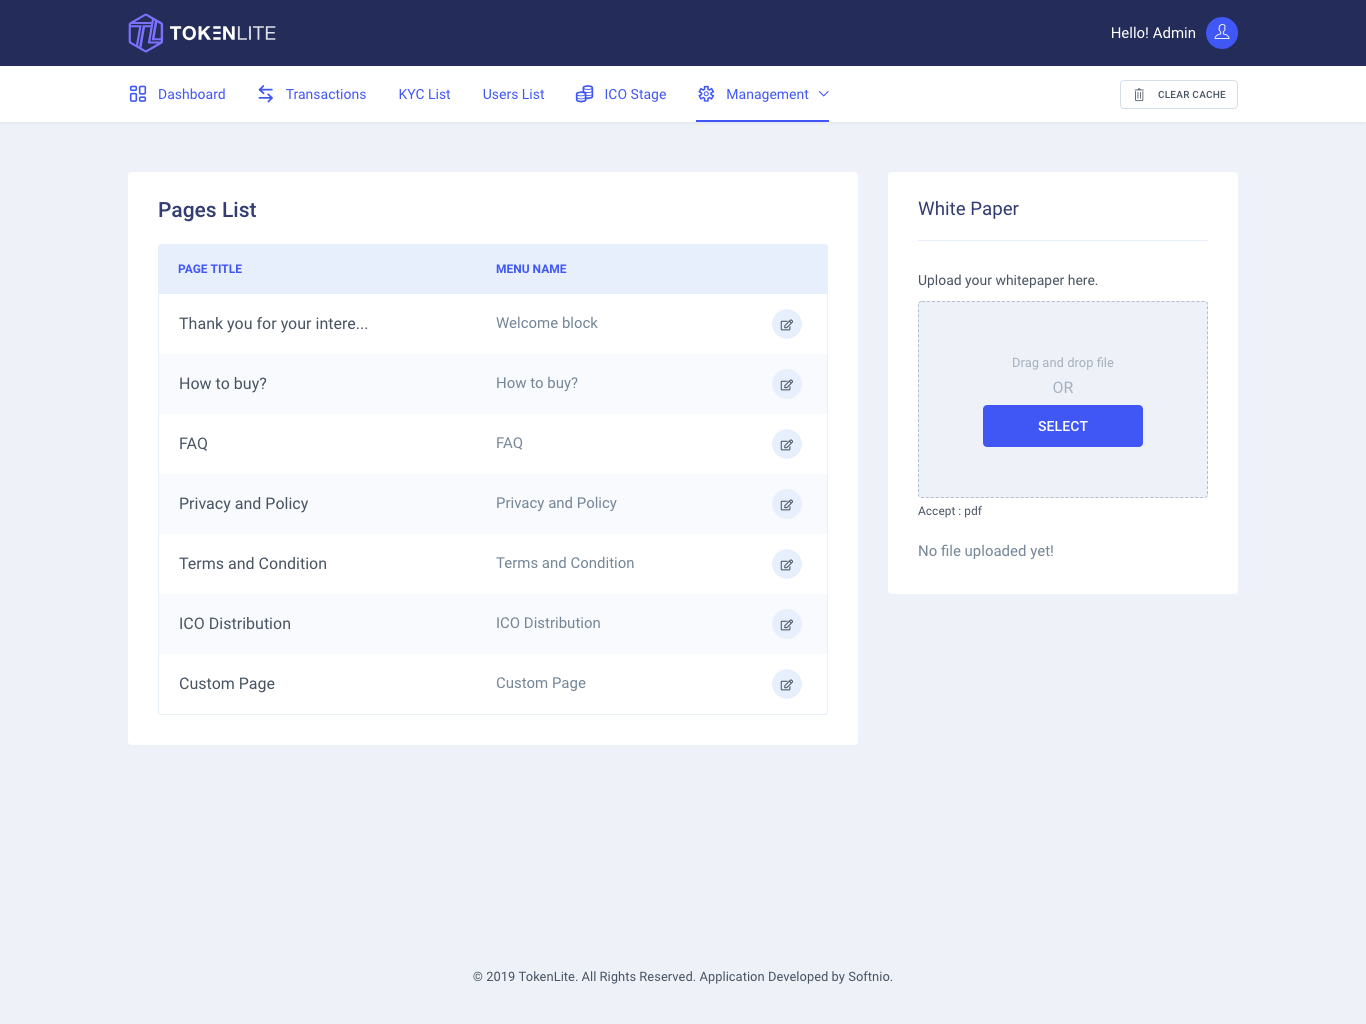 TOKENLITE
Hello! Admin
Dashboard
Transactions
KYC List
Users List
ICO Stage
Management
CLEAR CACHE
Pages List
PAGE TITLE
MENU NAME
Thank you for your intere...
Welcome block
How to buy?
How to buy?
FAQ
FAQ
Privacy and Policy
Privacy and Policy
Terms and Condition
Terms and Condition
ICO Distribution
ICO Distribution
Custom Page
Custom Page
White Paper
Upload your whitepaper here.
Drag and drop file
OR
SELECT
Accept : pdf
No file uploaded yet!
© 2019 TokenLite. All Rights Reserved. Application Developed by Softnio.